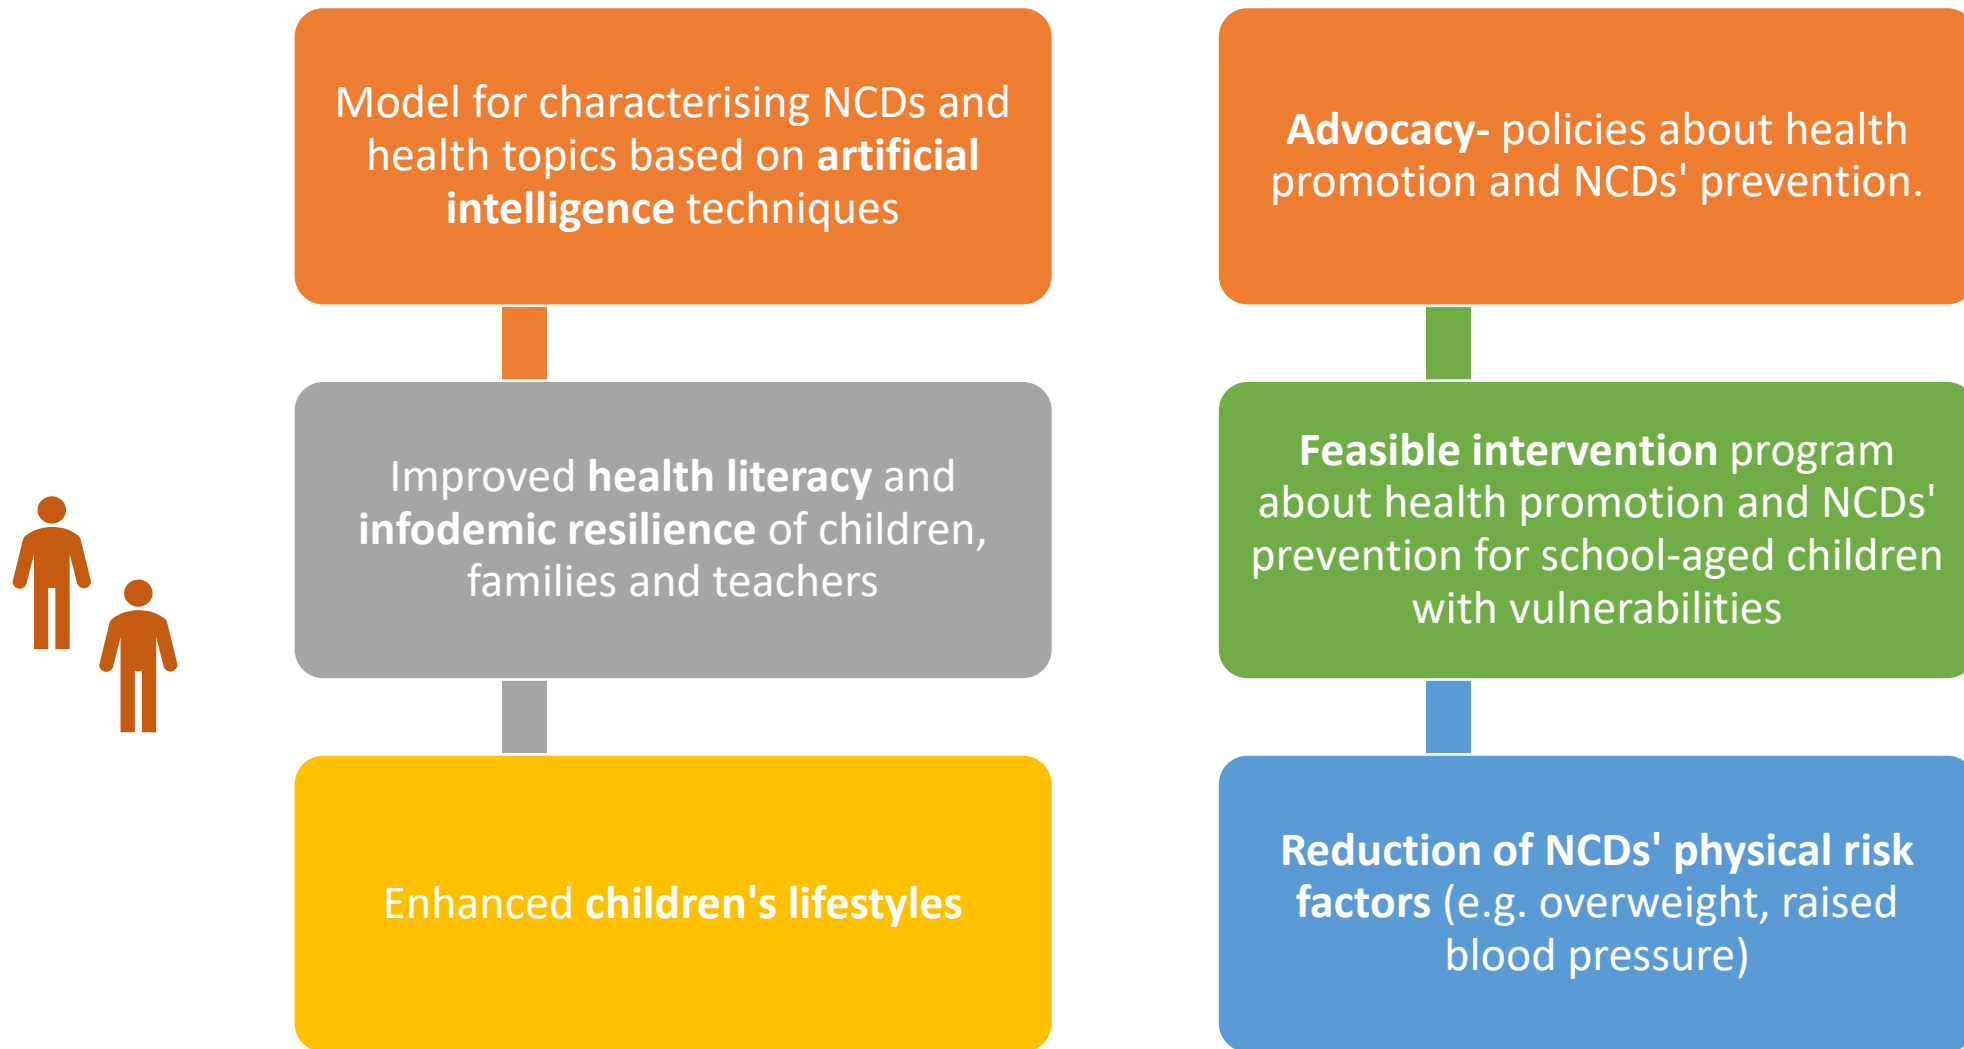 Model for characterising NCDs and
health topics based on artificial
intelligence techniques
Improved health literacy and
infodemic resilience of children,
families and teachers
Enhanced children's lifestyles
Advocacy- policies about health
promotion and NCDs' prevention.
Feasible intervention program
about health promotion and NCDs'
prevention for school-aged children
with vulnerabilities
Reduction of NCDs' physical risk
factors (e.g. overweight, raised
blood pressure)